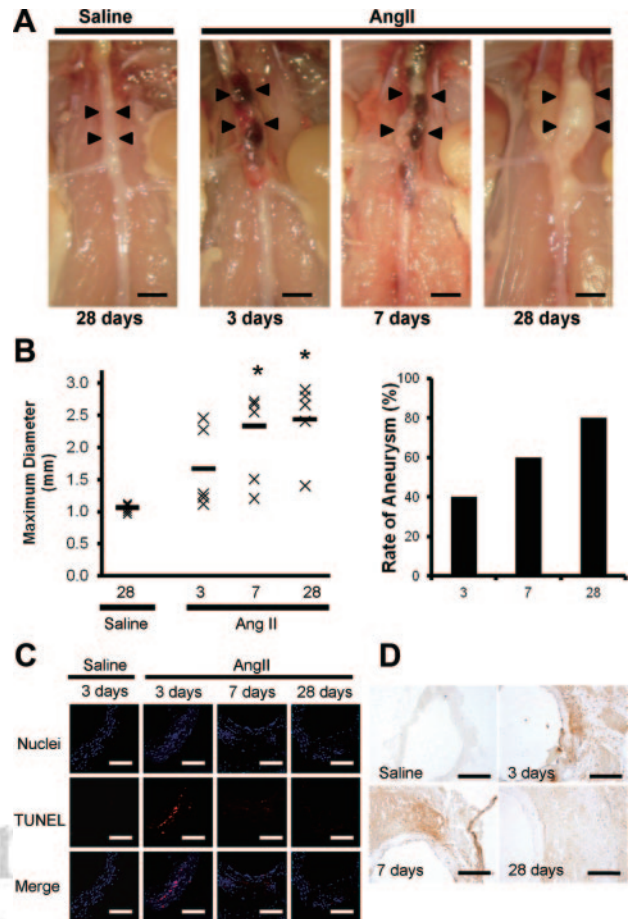 A
Saline
AngII
28 days
3 days
7 days
28 days
B
Maximum Diameter
(mm)
3.0
2.5
2.0
1.5
1.0
0.5
0.0
*
*
28
3
7
28
Saline
Ang II
Rate of Aneurysm (%)
100
80
60
40
20
0
3
7
28
C
Saline
AngII
3 days
3 days
7 days
28 days
Nuclei
TUNEL
Merge
D
Saline
3 days
7 days
28 days